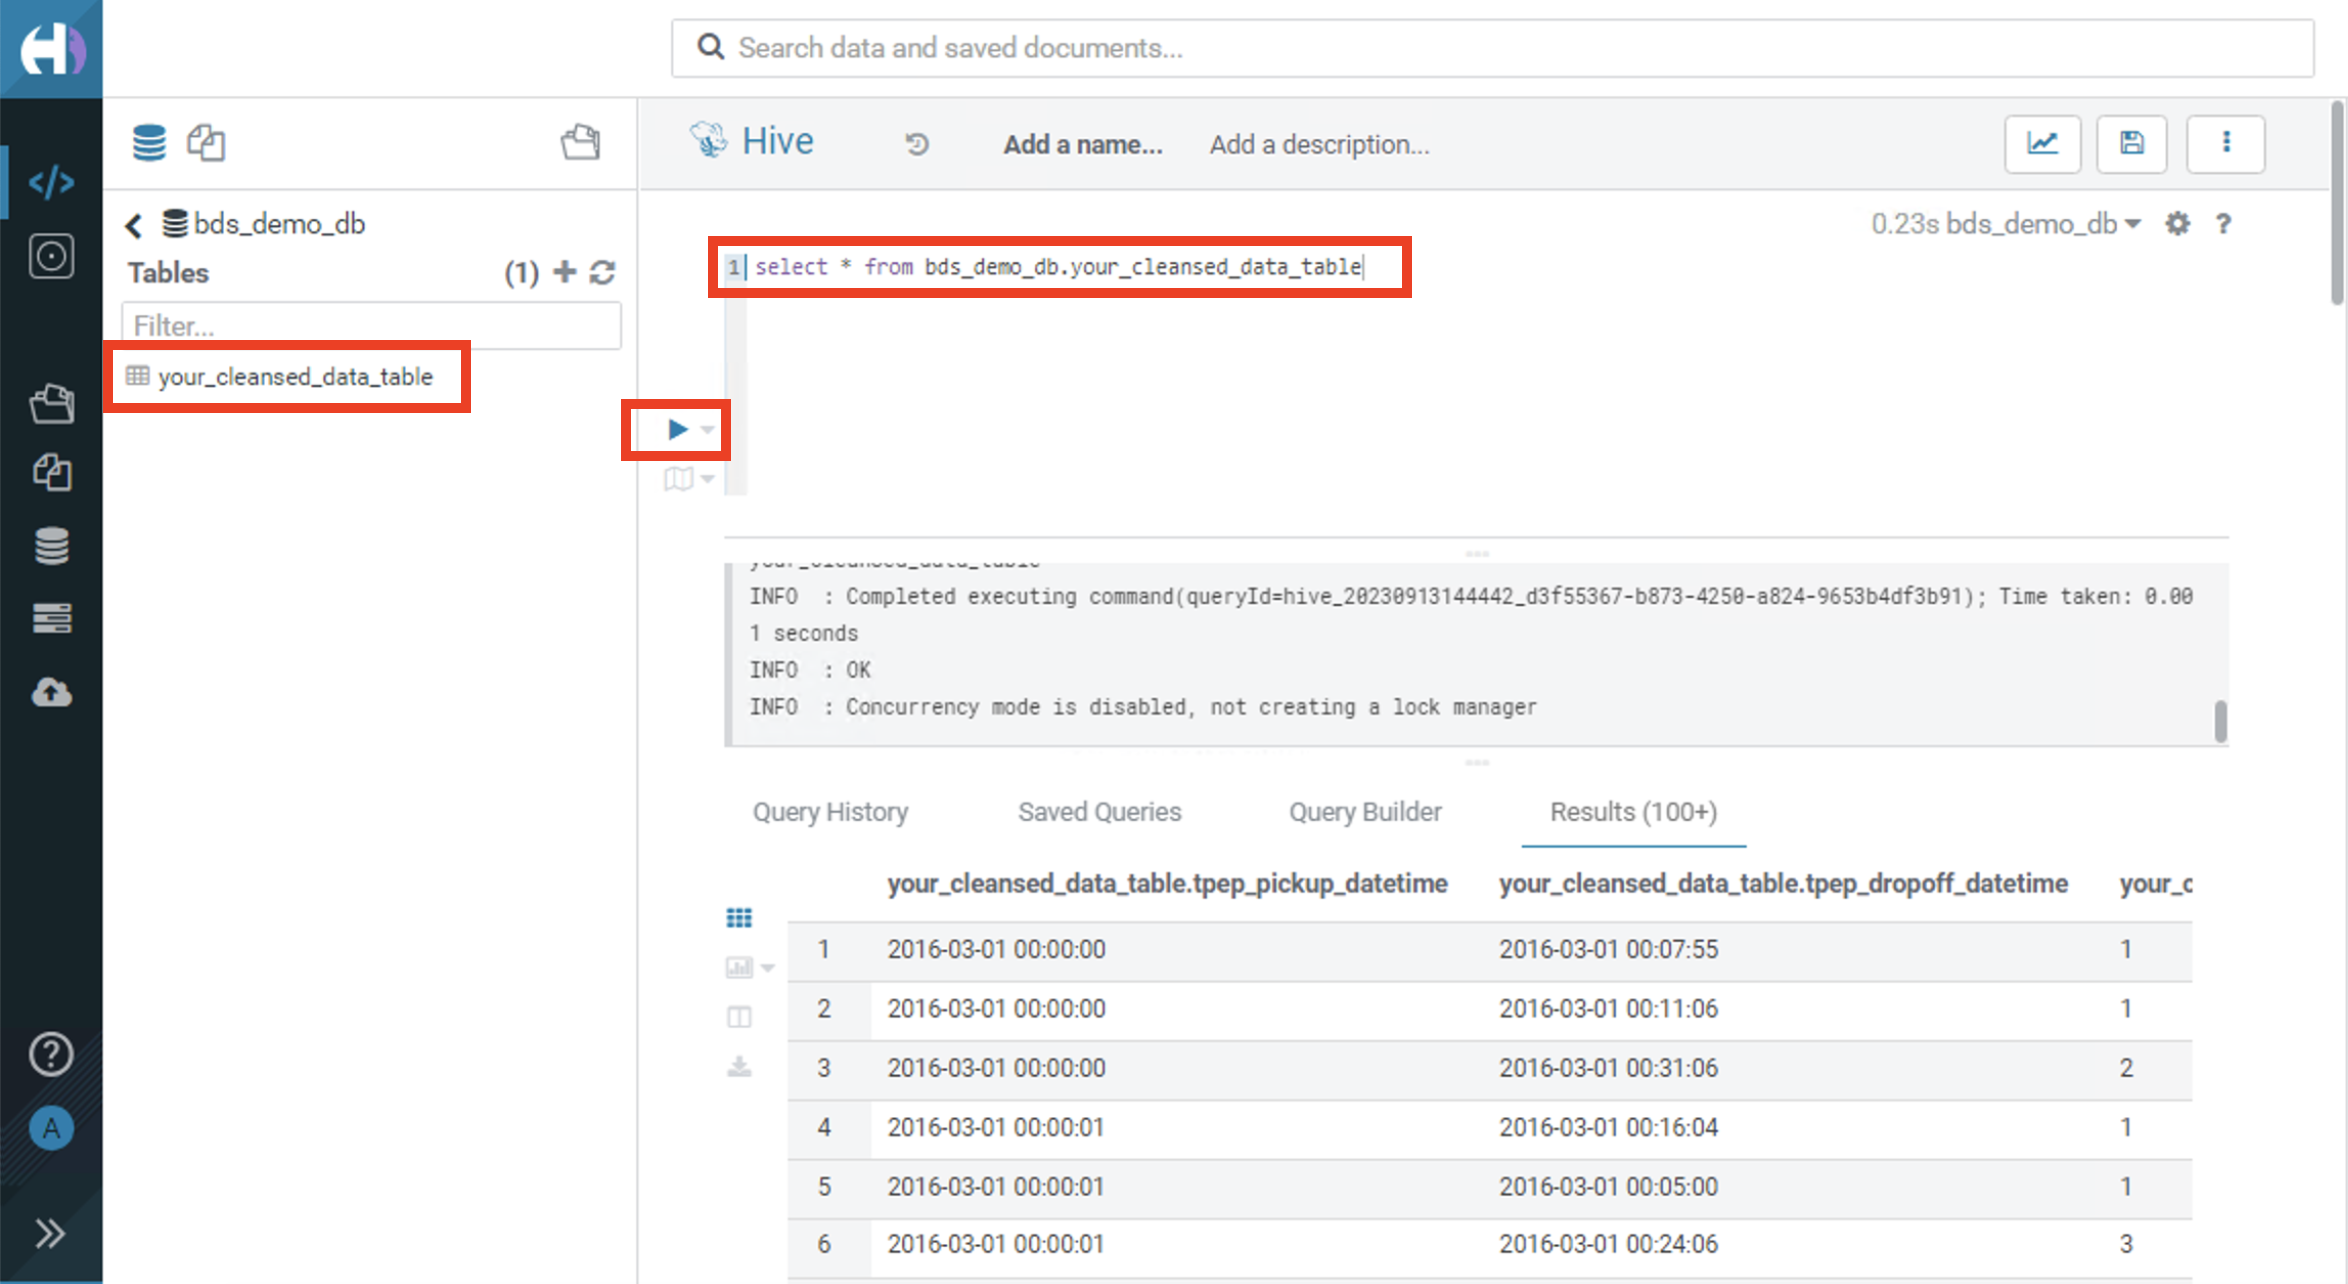 Search data and saved documents...
Hive
Add a name...
Add a description...
bds_demo_db
0.23s bds_demo_db
?
Tables
(1)
Filter...
your_cleansed_data_table
1 select * from bds_demo_db.your_cleansed_data_table
your_cleansed_data_table
INFO : Completed executing command(queryId=hive_20230913144442_d3f55367-b873-4250-a824-9653b4df3b91); Time taken: 0.00
1 seconds
INFO : OK
INFO : Concurrency mode is disabled, not creating a lock manager
Query History Saved Queries Query Builder Results (100+)
your_cleansed_data_table.tpep_pickup_datetime your_cleansed_data_table.tpep_dropoff_datetime your_c
1 2016-03-01 00:00:00 2016-03-01 00:07:55 1
2 2016-03-01 00:00:00 2016-03-01 00:11:06 1
3 2016-03-01 00:00:00 2016-03-01 00:31:06 2
4 2016-03-01 00:00:01 2016-03-01 00:16:04 1
5 2016-03-01 00:00:01 2016-03-01 00:05:00 1
6 2016-03-01 00:00:01 2016-03-01 00:24:06 3
?
A